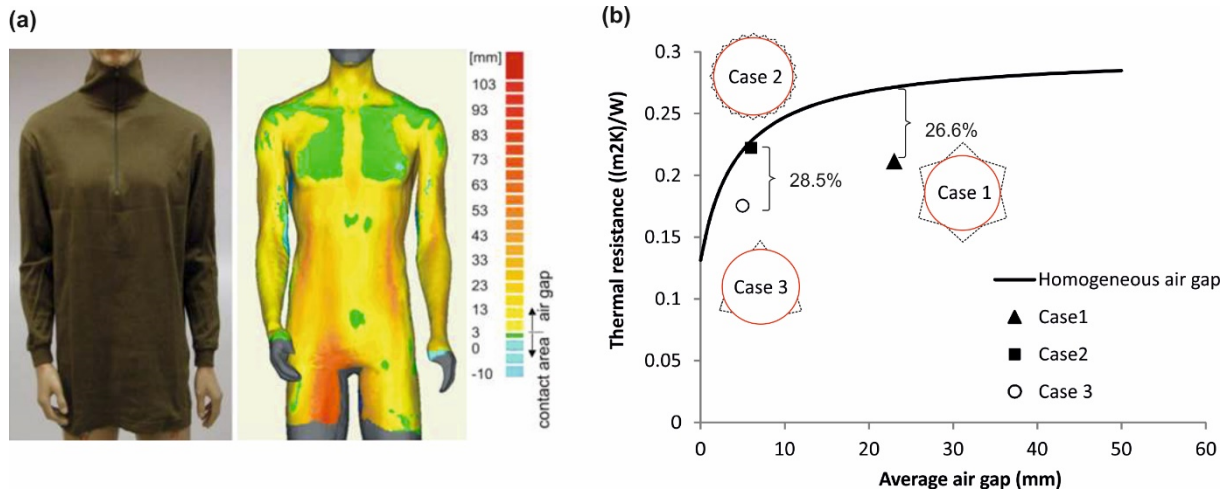 (a)
[mm]
103
93
83
73
63
53
43
33
23
13
3
0
-10
air gap
contact area
(b)
Thermal resistance ((m2K)/W
0.3
0.25
0.2
0.15
0.1
0.05
0
0 10 20 30 40 50 60
Average air gap (mm)
Case 2
26.6%
28.5%
Case 1
Case 3
Homogeneous air gap
Case1
Case2
Case 3